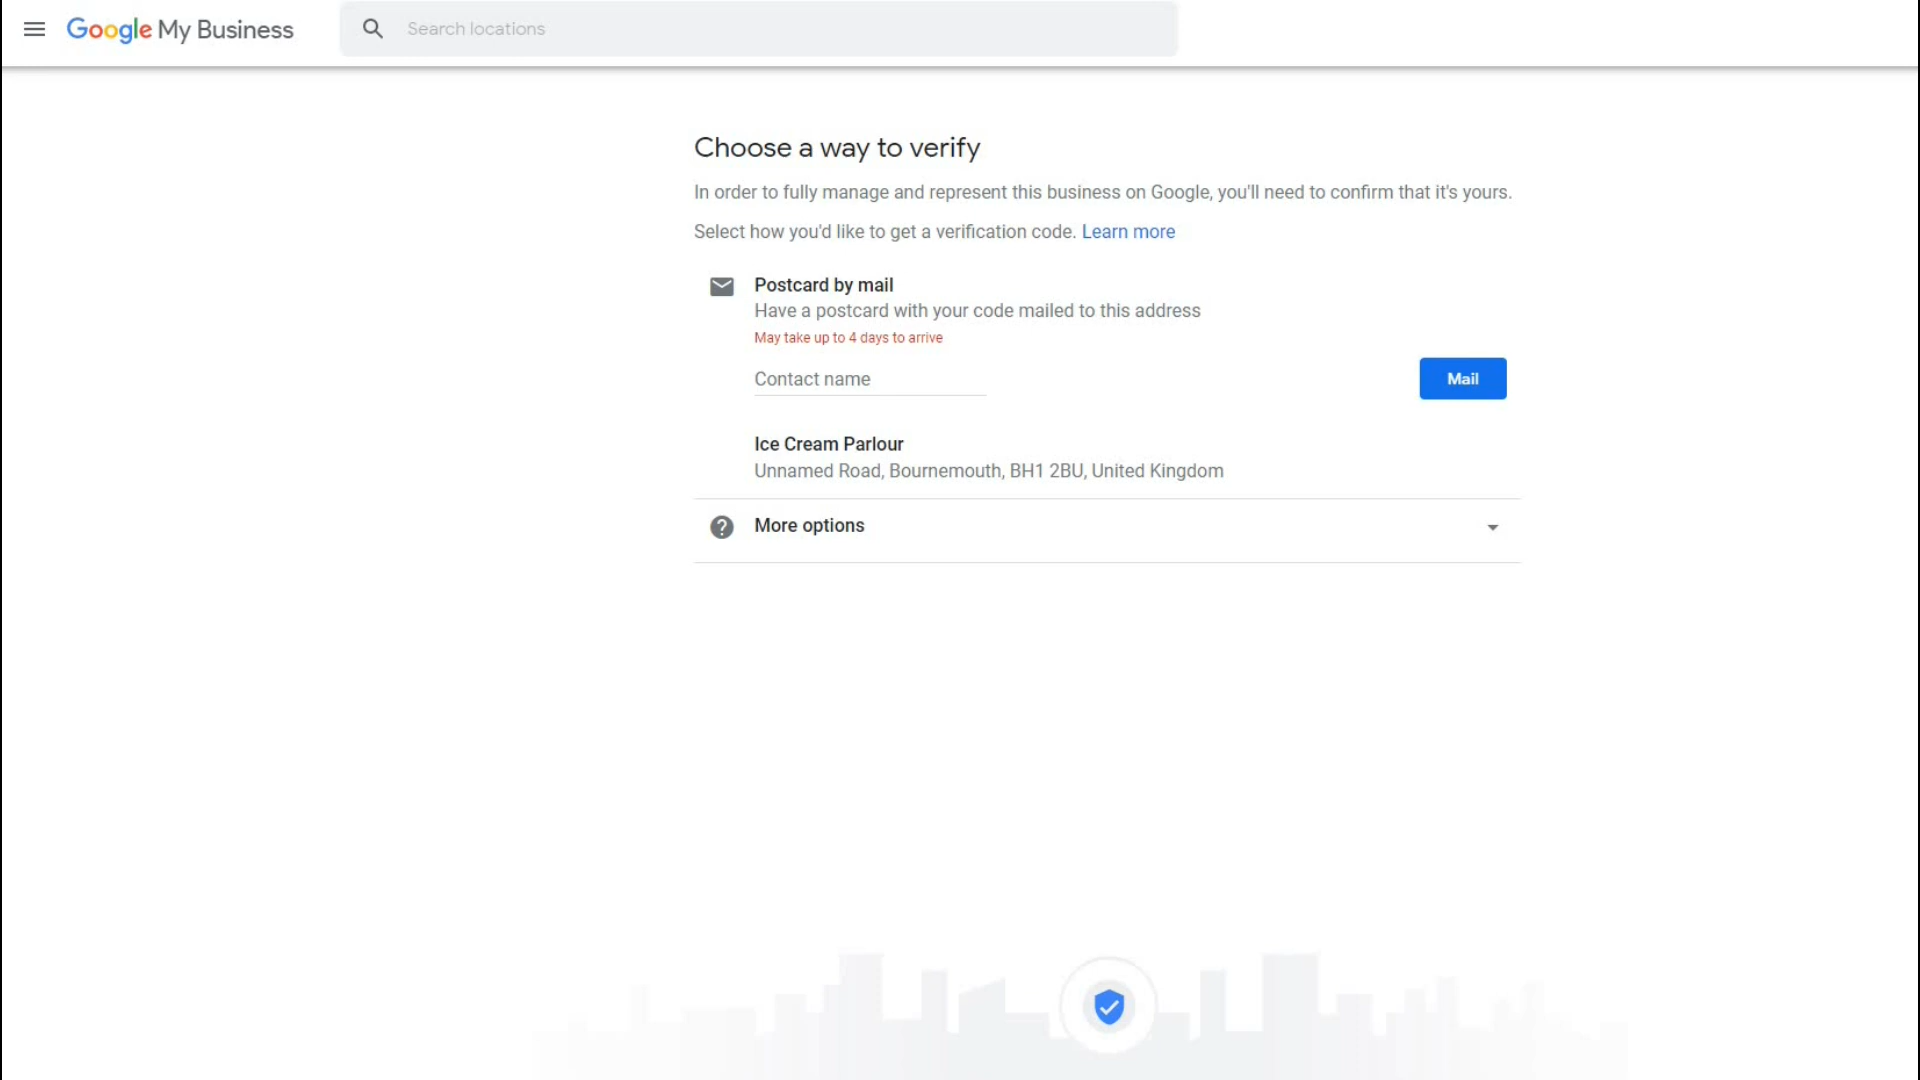 Google My Business
Search locations
Choose a way to verify
In order to fully manage and represent this business on Google, you'll need to confirm that it's yours.
Select how you'd like to get a verification code. Learn more
Postcard by mail
Have a postcard with your code mailed to this address
May take up to 4 days to arrive
Contact name
Mail
Ice Cream Parlour
Unnamed Road, Bournemouth, BH1 2BU, United Kingdom
More options